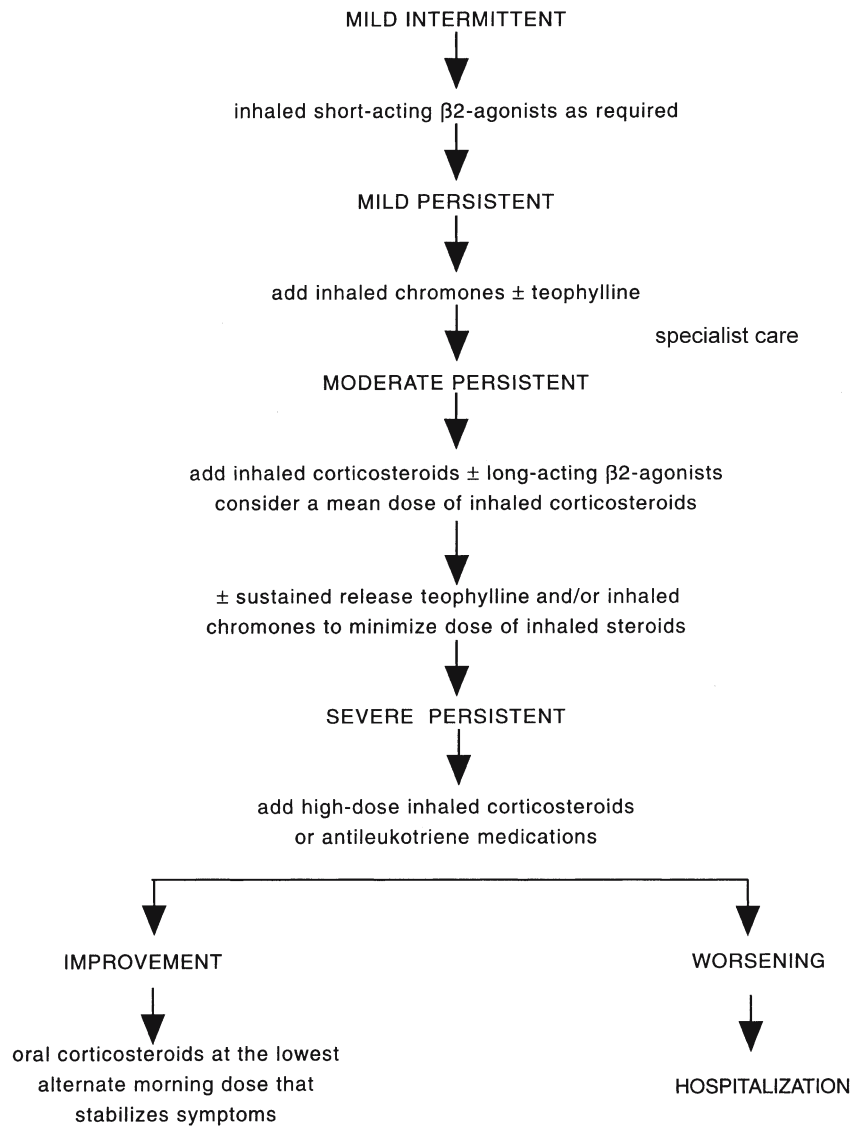 MILD INTERMITTENT
inhaled short-acting β2-agonists as required
MILD PERSISTENT
add inhaled chromones ± teophylline
specialist care
MODERATE PERSISTENT
add inhaled corticosteroids ± long-acting β2-agonists
consider a mean dose of inhaled corticosteroids
± sustained release teophylline and/or inhaled
chromones to minimize dose of inhaled steroids
SEVERE PERSISTENT
add high-dose inhaled corticosteroids
or antileukotriene medications
IMPROVEMENT
WORSENING
oral corticosteroids at the lowest
alternate morning dose that
stabilizes symptoms
HOSPITALIZATION